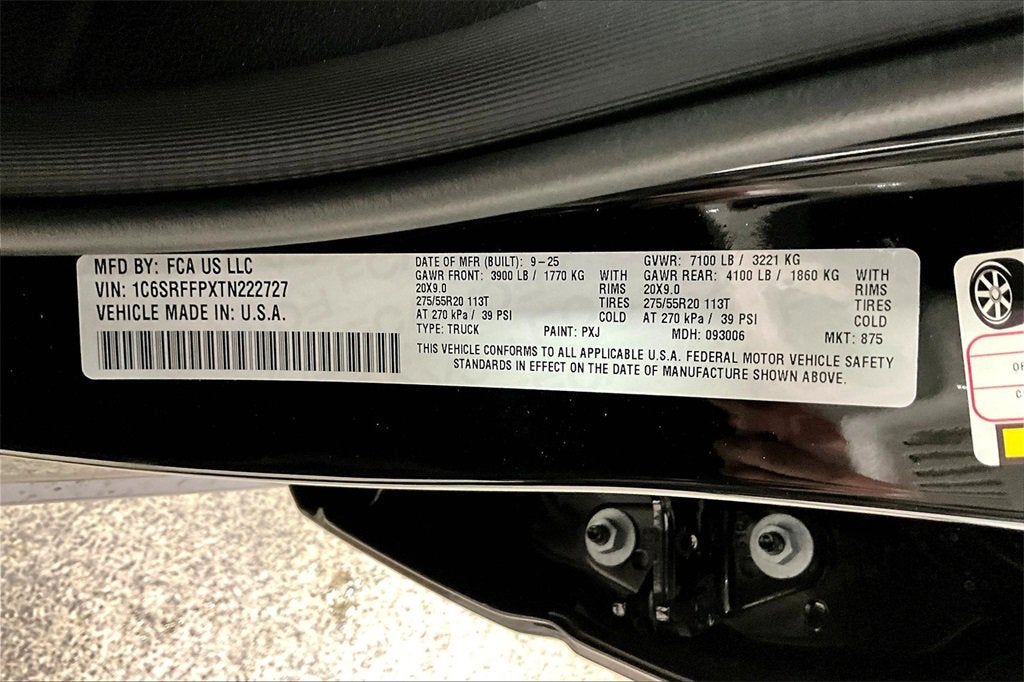 MFD BY: FCA US LLC
VIN: 1C6SRFFPXTN222727
VEHICLE MADE IN: U.S.A.
DATE OF MFR (BUILT): 9-25
GAWR FRONT: 3900 LB / 1770 KG WITH
20X9.0 RIMS
275/55R20 113T TIRES
AT 270 kPa / 39 PSI COLD
TYPE: TRUCK PAINT: PXJ
GVWR: 7100 LB / 3221 KG
GAWR REAR: 4100 LB / 1860 KG WITH
20X9.0 RIMS
275/55R20 113T TIRES
AT 270 kPa / 39 PSI COLD
MDH: 093006 MKT: 875
THIS VEHICLE CONFORMS TO ALL APPLICABLE U.S.A. FEDERAL MOTOR VEHICLE SAFETY
STANDARDS IN EFFECT ON THE DATE OF MANUFACTURE SHOWN ABOVE.